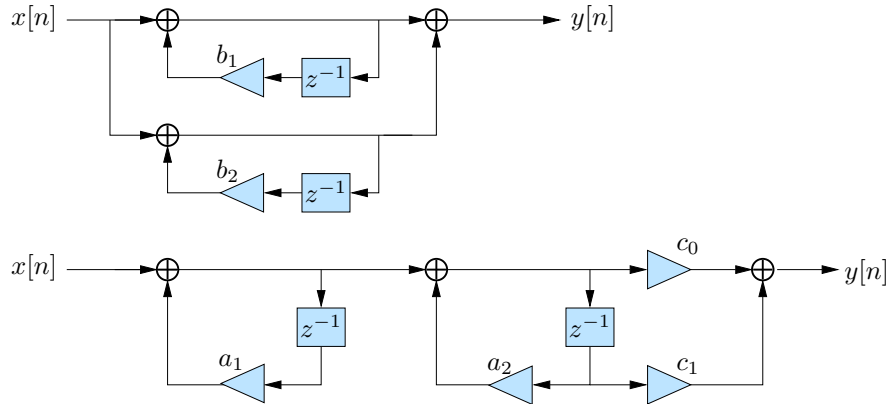 x[n] y[n]
b₁
z⁻¹
b₂
z⁻¹
c₀
x[n] y[n]
z⁻¹ z⁻¹
a₁ a₂ c₁